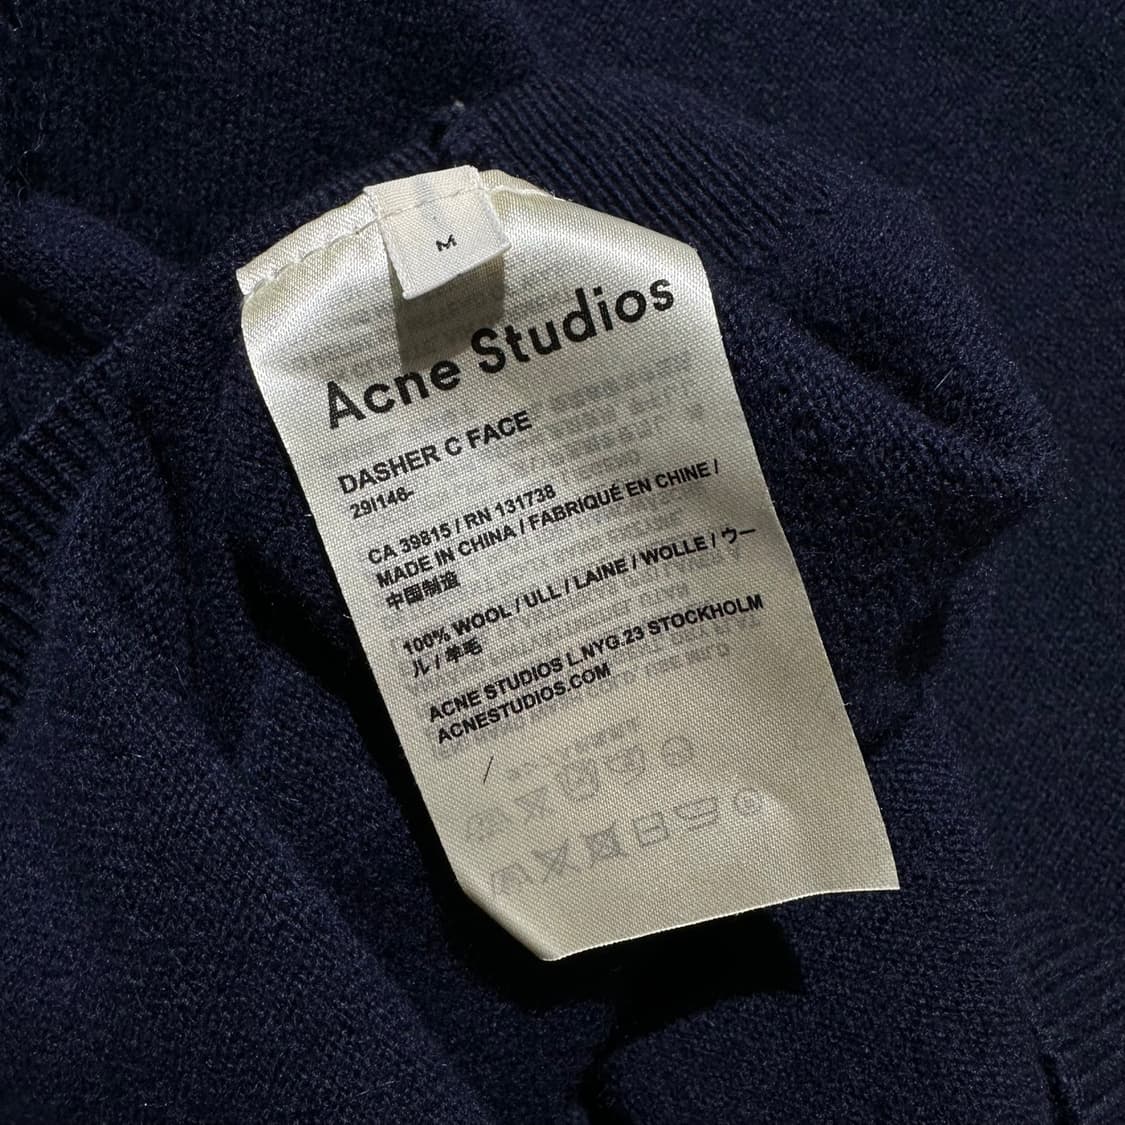 M
Acne Studios
DASHER C FACE
29I146-
CA 39815 / RN 131738
MADE IN CHINA / FABRIQUÉ EN CHINE /
中国制造
100% WOOL / ULL / LAINE / WOLLE / ウー
ル / 羊毛
ACNE STUDIOS L.NYG.23 STOCKHOLM
ACNESTUDIOS.COM
/